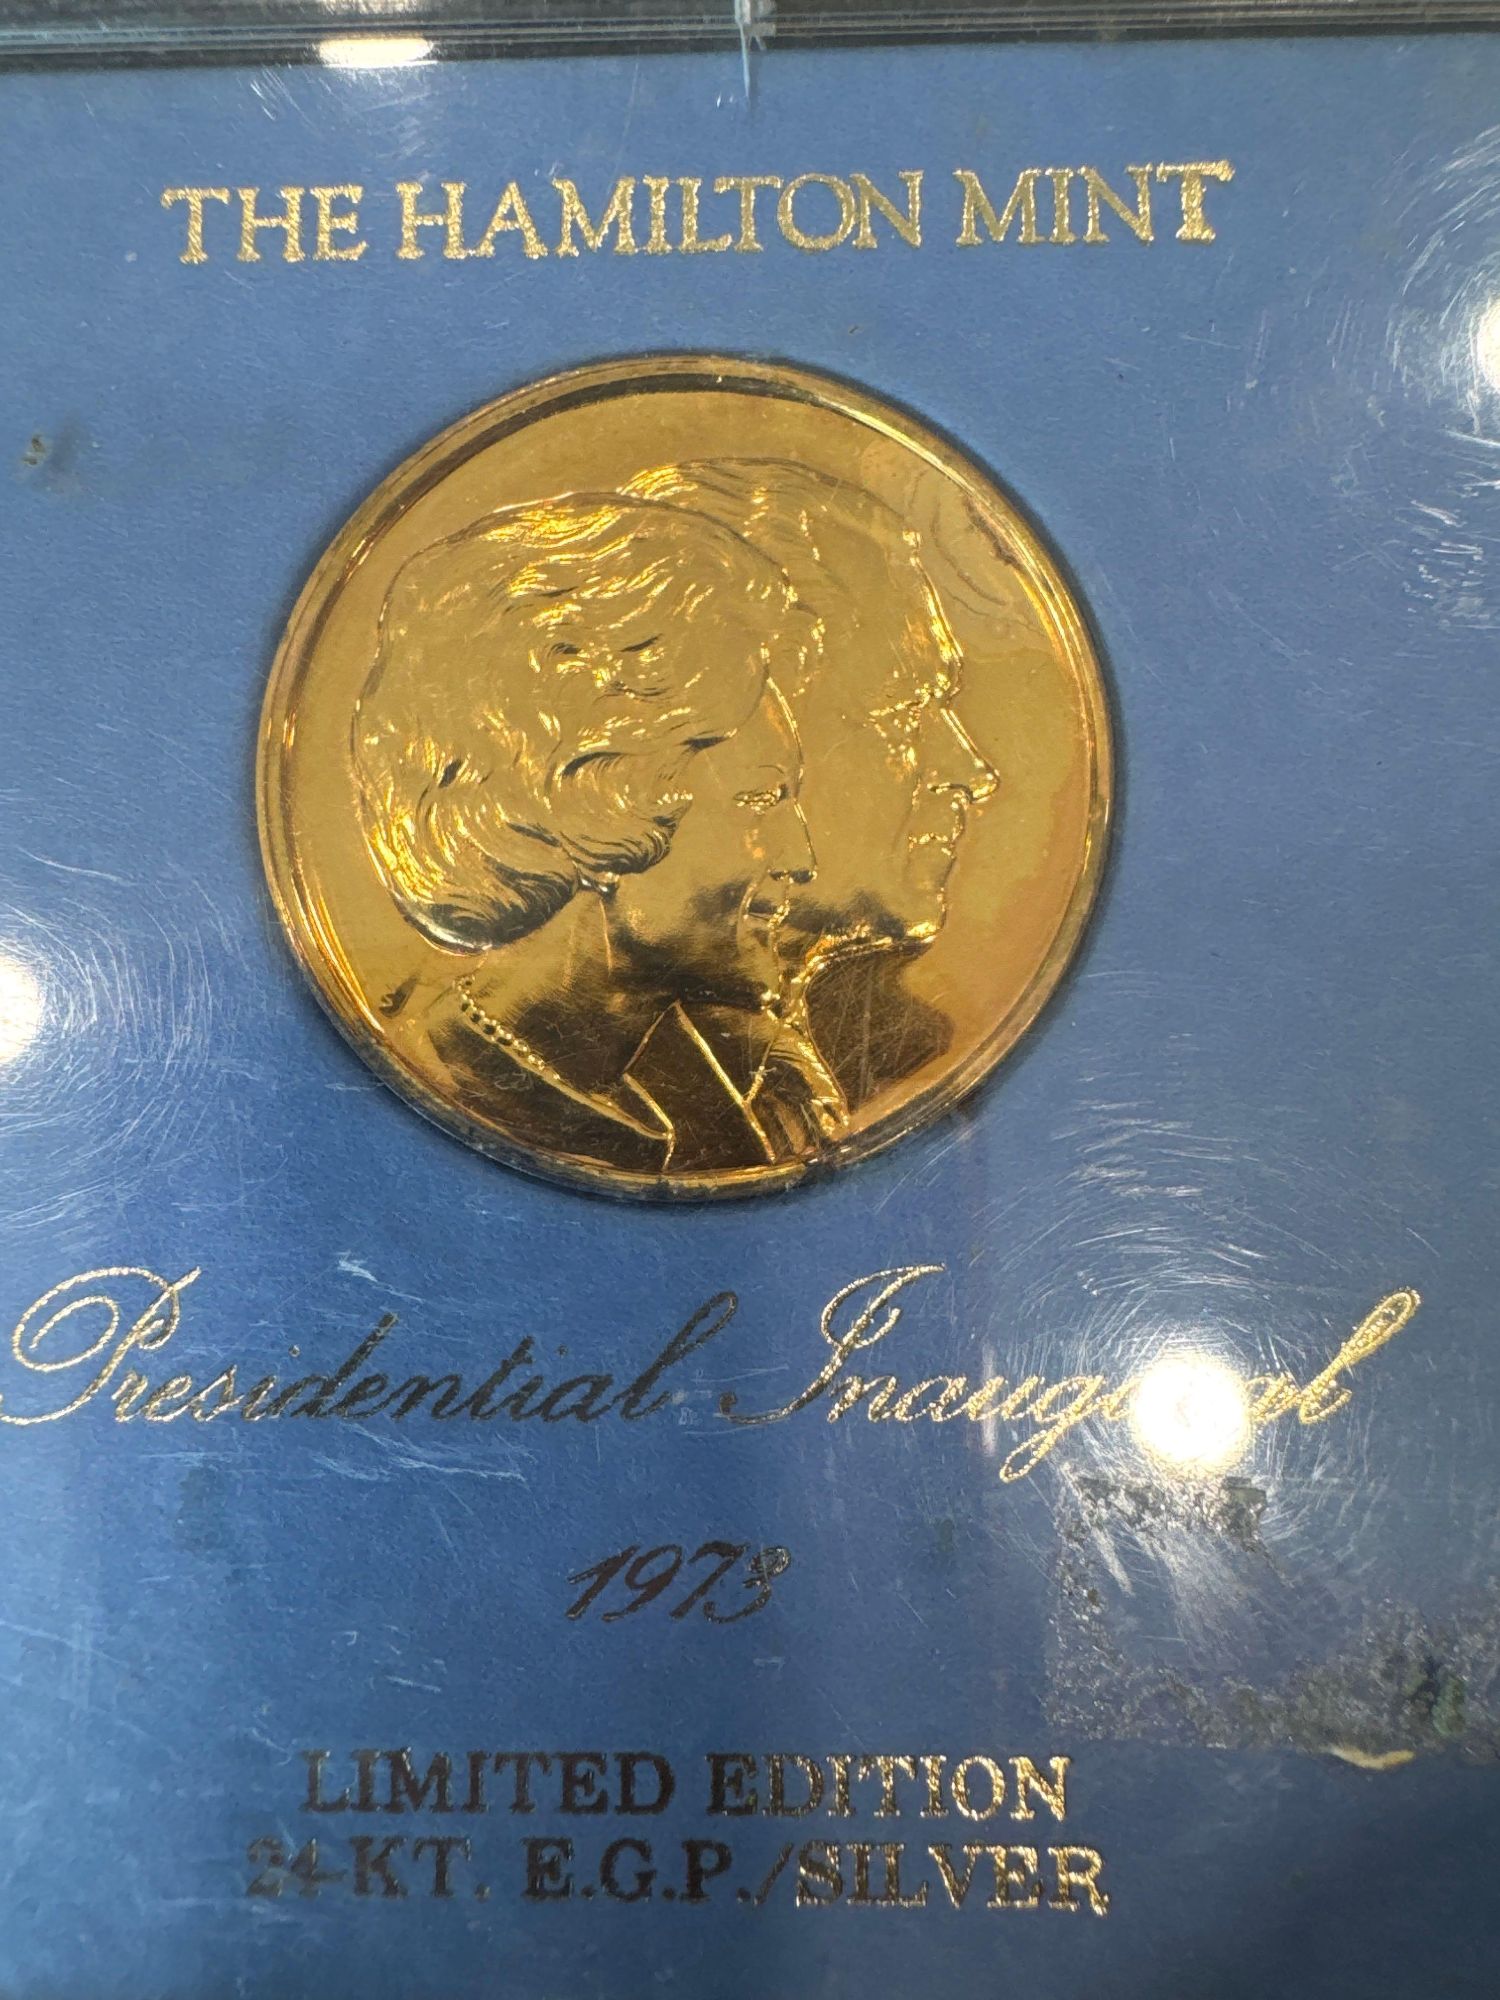 THE HAMILTON MINT
Presidential Inaugural
1973
LIMITED EDITION
24-KT. E.G.P./SILVER